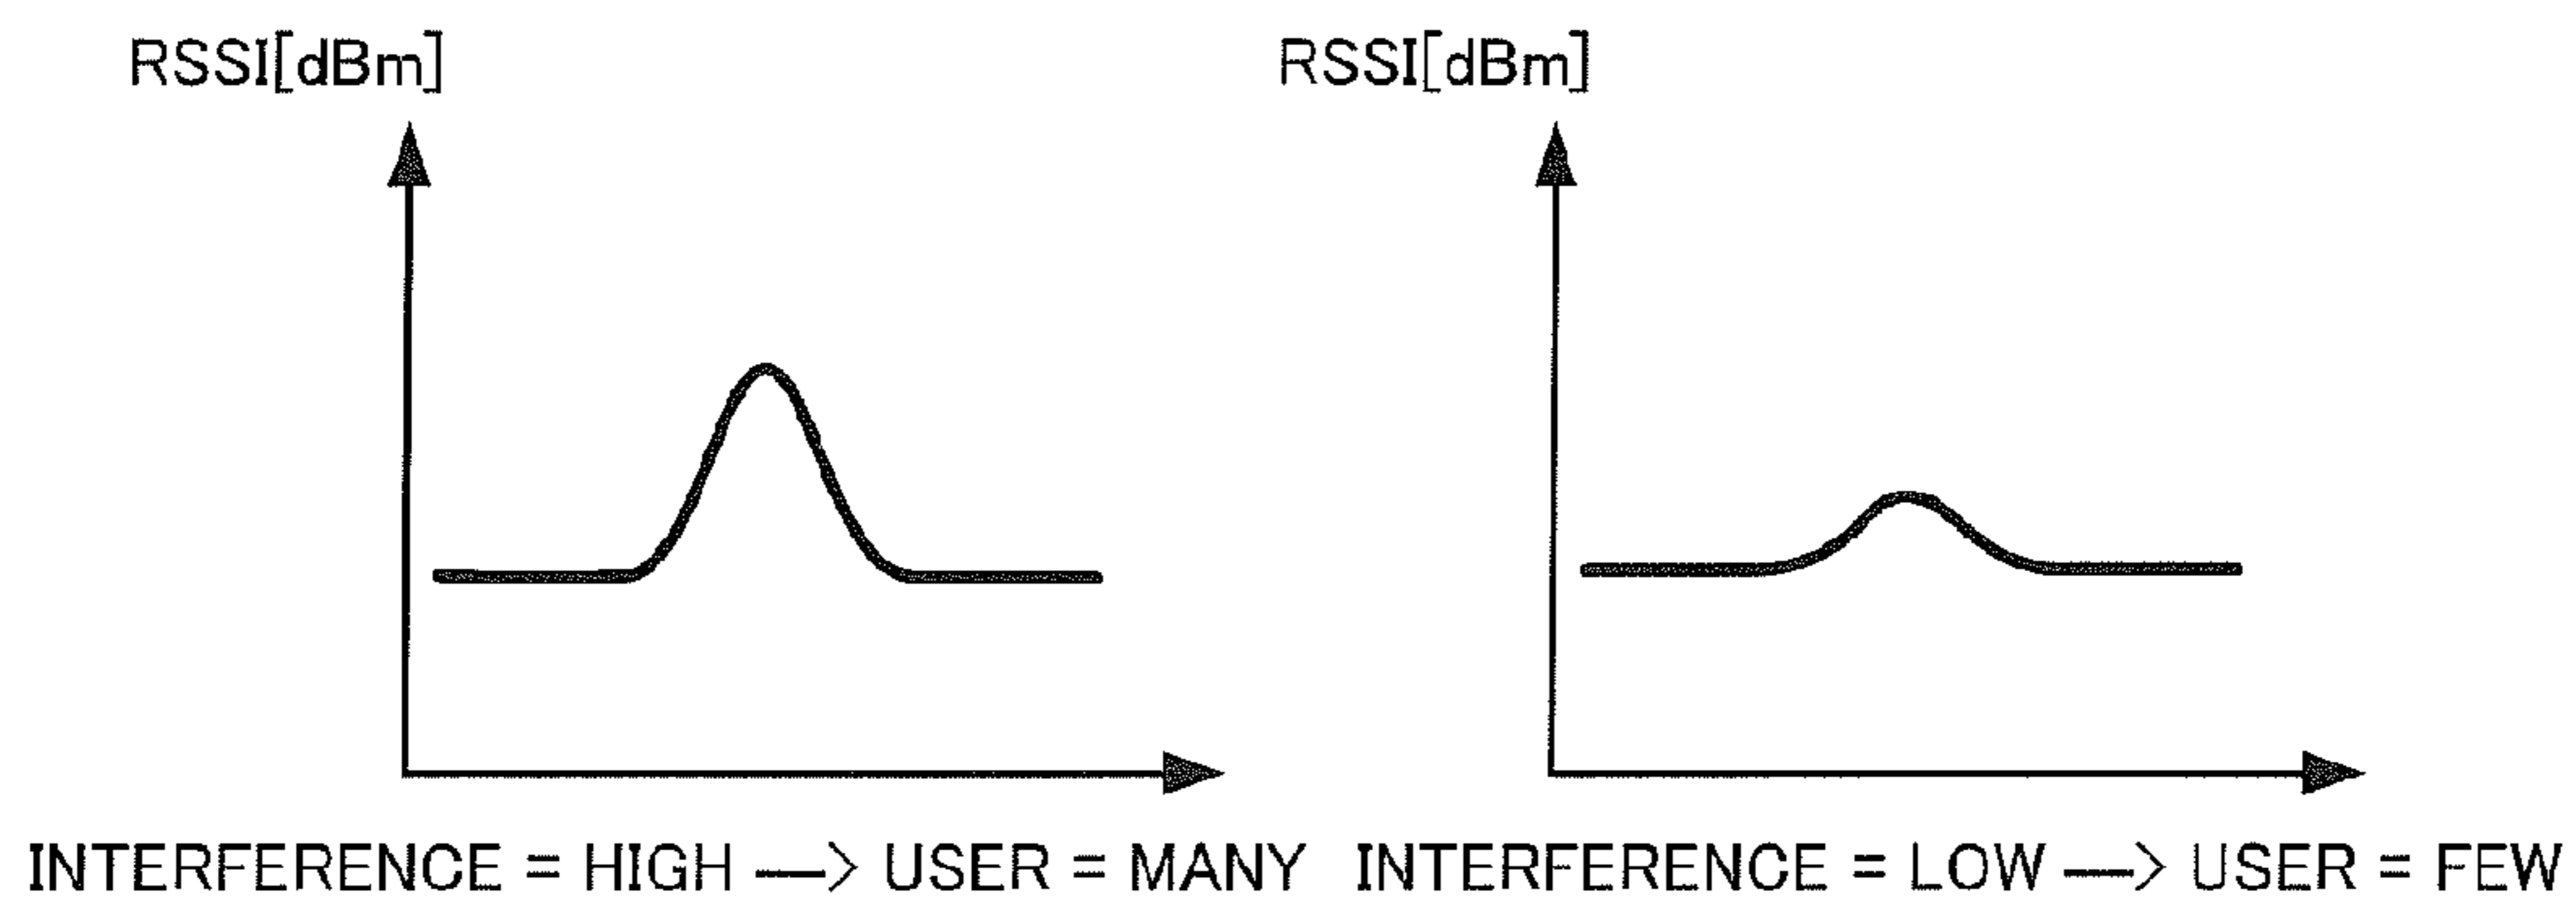 RSSI[dBm]
RSSI[dBm]
INTERFERENCE = HIGH —> USER = MANY
INTERFERENCE = LOW —> USER = FEW